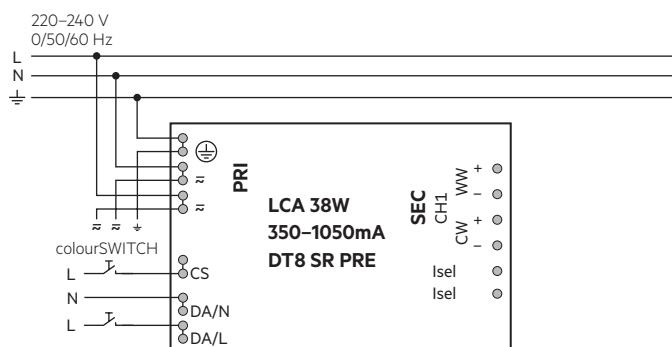 220–240 V
0/50/60 Hz
L
N
PRI
LCA 38W
350–1050mA
DT8 SR PRE
SEC
CH1
WW
+
–
CW
+
–
Isel
Isel
colourSWITCH
L
CS
N
DA/N
L
DA/L